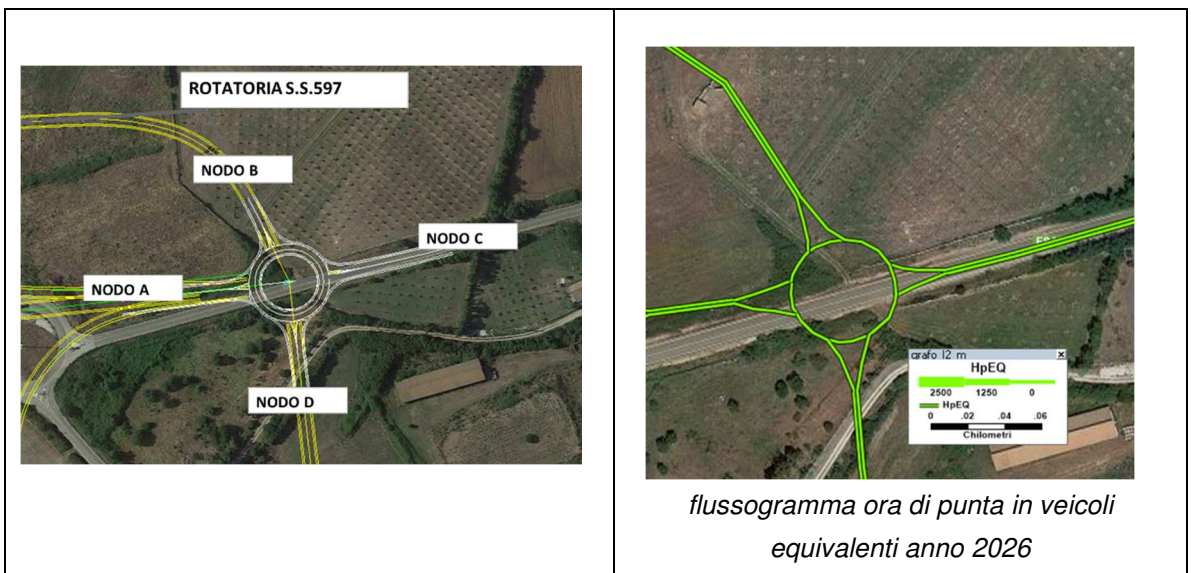 ROTATORIA S.S.597
NODO B
NODO C
NODO A
NODO D
grafo l2 m
HpEQ
2500 1250 0
HpEQ
0 .02 .04 .06
Chilometri
flussogramma ora di punta in veicoli
equivalenti anno 2026